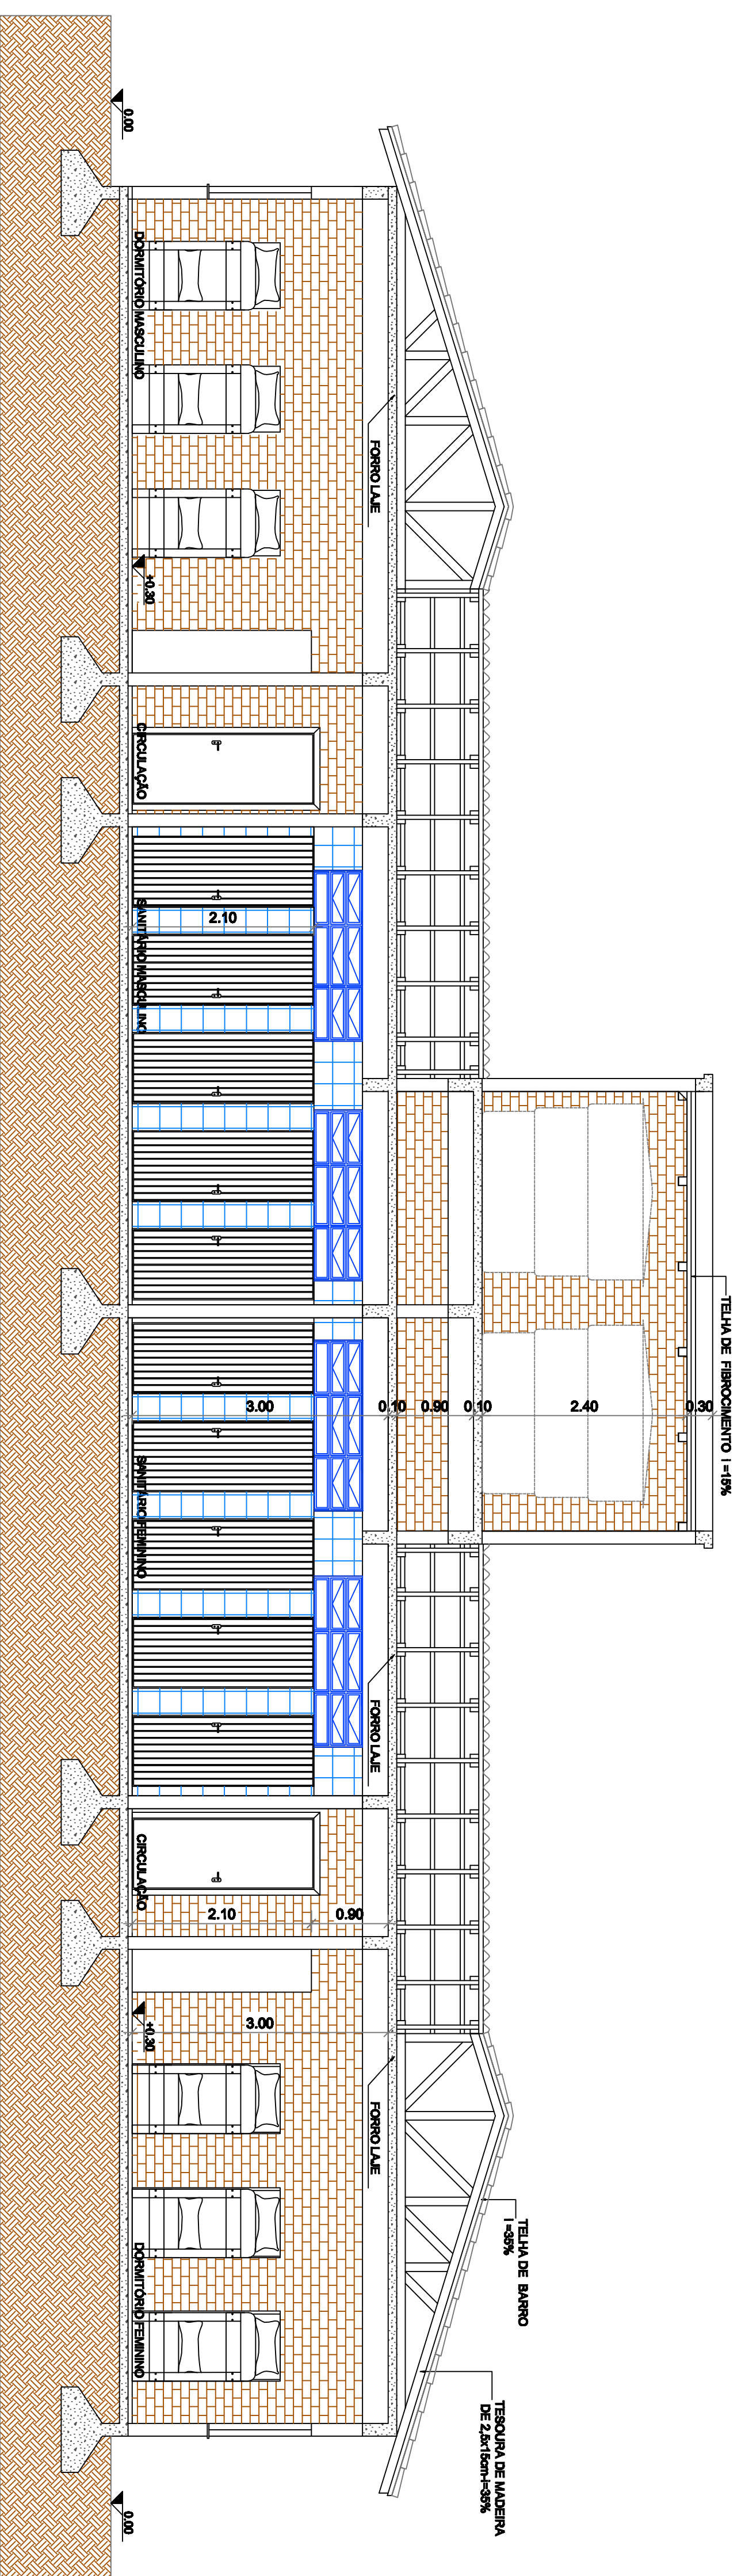 TELHA DE FIBROCIMENTO i =15%
0.30
2.40
0.10
0.90
0.10
3.00
TELHA DE BARRO
i =35%
TESOURA DE MADEIRA
DE 2,5x15cm-i=35%
FORRO LAJE
FORRO LAJE
FORRO LAJE
0.90
2.10
2.10
3.00
+0.30
+0.30
0.00
DORMITÓRIO MASCULINO
CIRCULAÇÃO
SANITÁRIO MASCULINO
SANITÁRIO FEMININO
CIRCULAÇÃO
DORMITÓRIO FEMININO
0.00